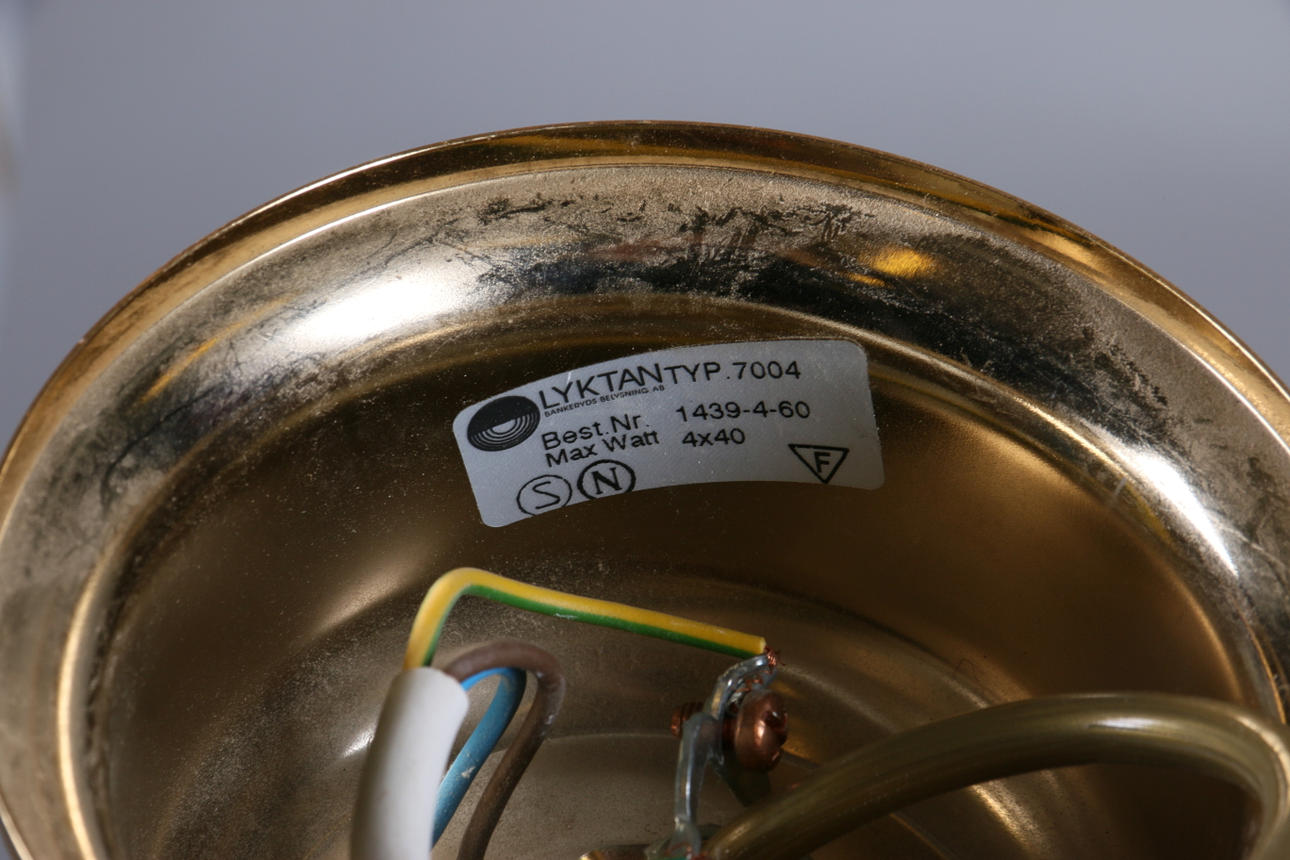 LYKTAN TYP.7004
BANKERYDS BELYSNING AB
Best.Nr. 1439-4-60
Max Watt 4x40
S N F